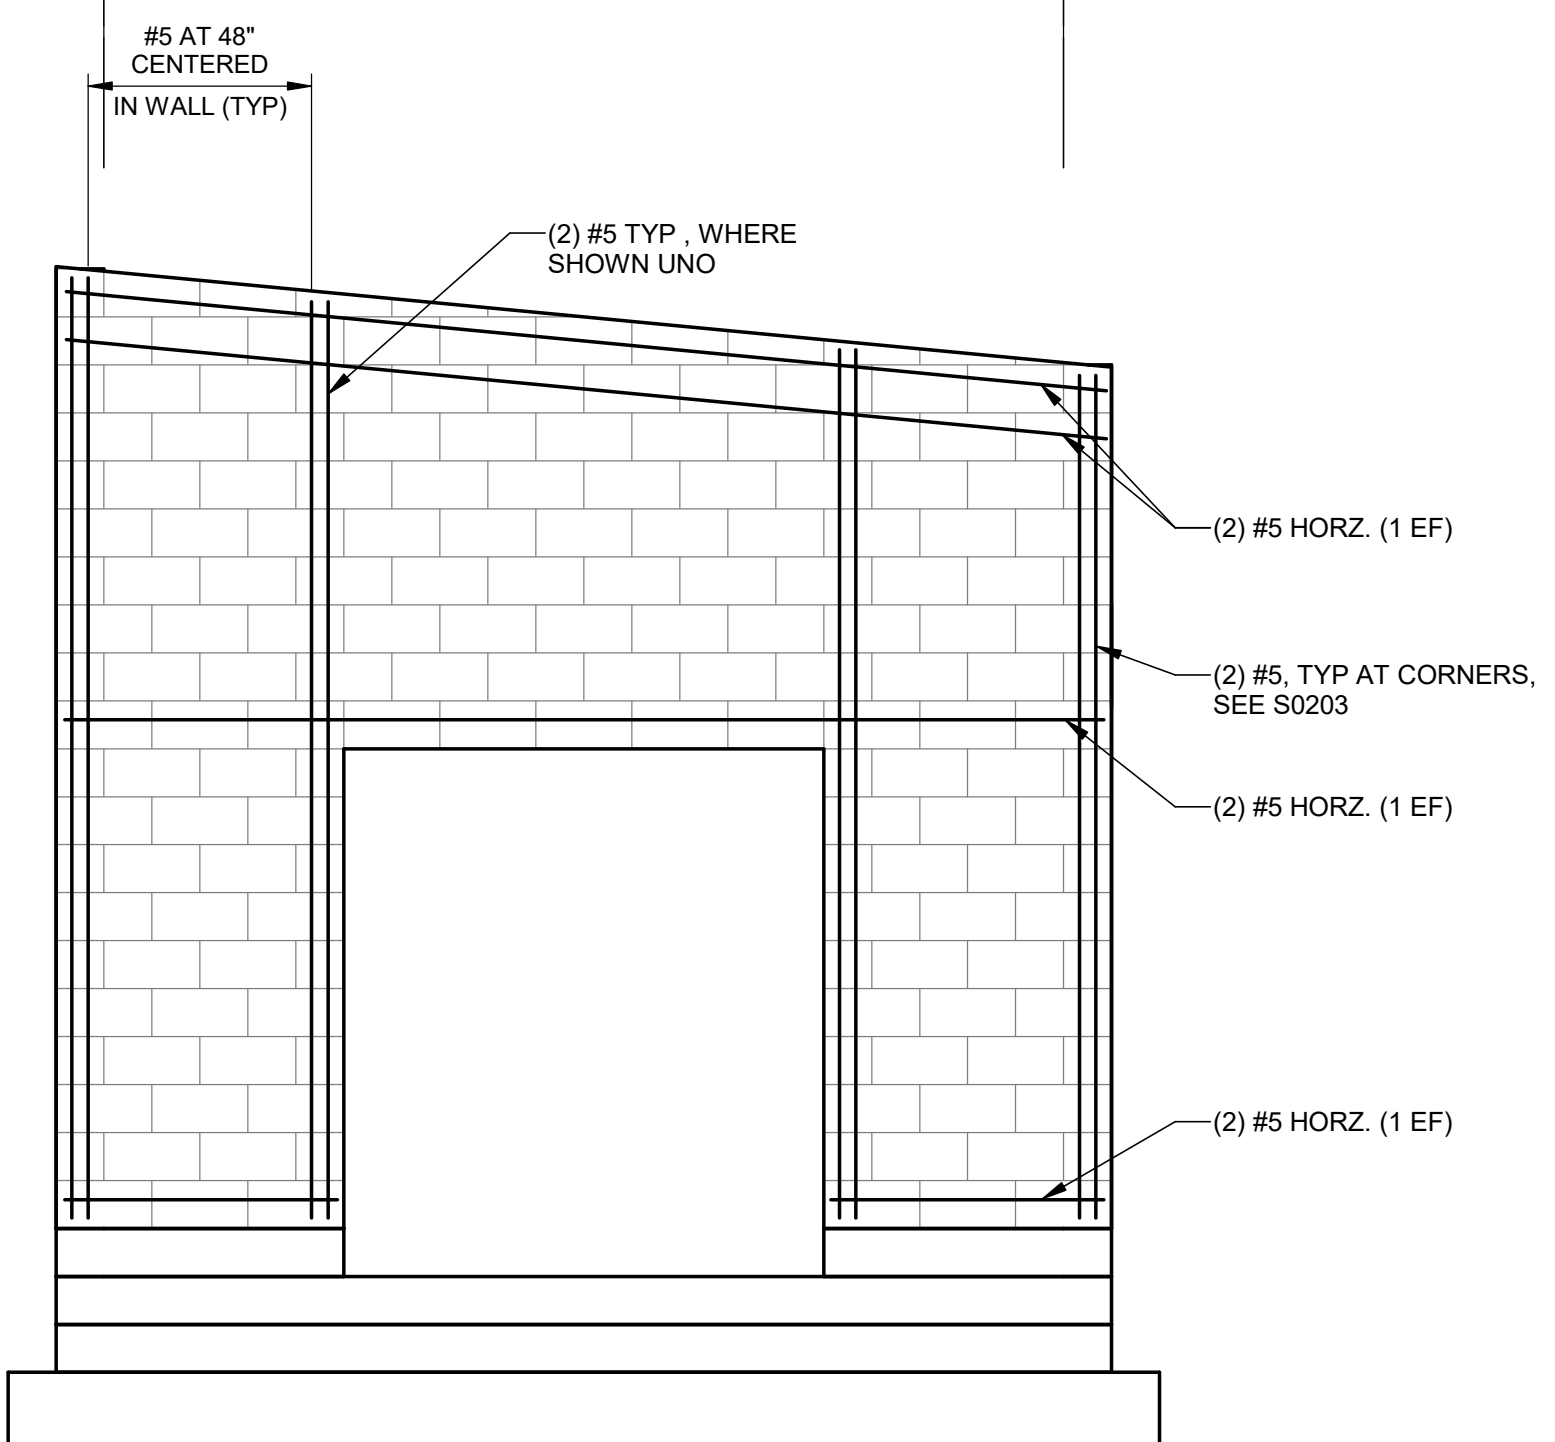 #5 AT 48"
CENTERED
IN WALL (TYP)
(2) #5 TYP , WHERE
SHOWN UNO
(2) #5 HORZ. (1 EF)
(2) #5, TYP AT CORNERS,
SEE S0203
(2) #5 HORZ. (1 EF)
(2) #5 HORZ. (1 EF)